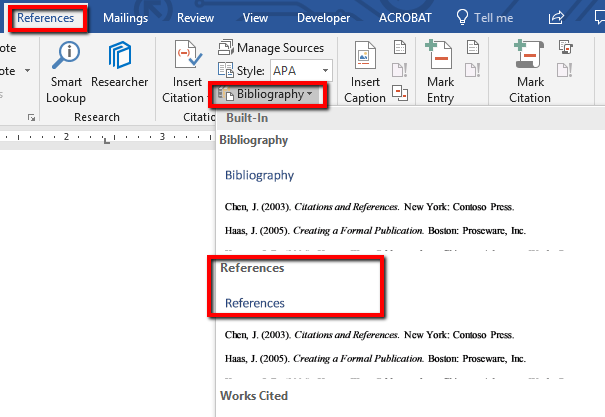 References Mailings Review View Developer ACROBAT Tell me
ote
ote
Smart Lookup
Researcher
Research
Insert Citation
Manage Sources
Style: APA
Bibliography
Citatio
Insert Caption
Mark Entry
Mark Citation
2 3
Built-In
Bibliography
Bibliography
Chen, J. (2003). Citations and References. New York: Contoso Press.
Haas, J. (2005). Creating a Formal Publication. Boston: Proseware, Inc.
References
References
Chen, J. (2003). Citations and References. New York: Contoso Press.
Haas, J. (2005). Creating a Formal Publication. Boston: Proseware, Inc.
Works Cited